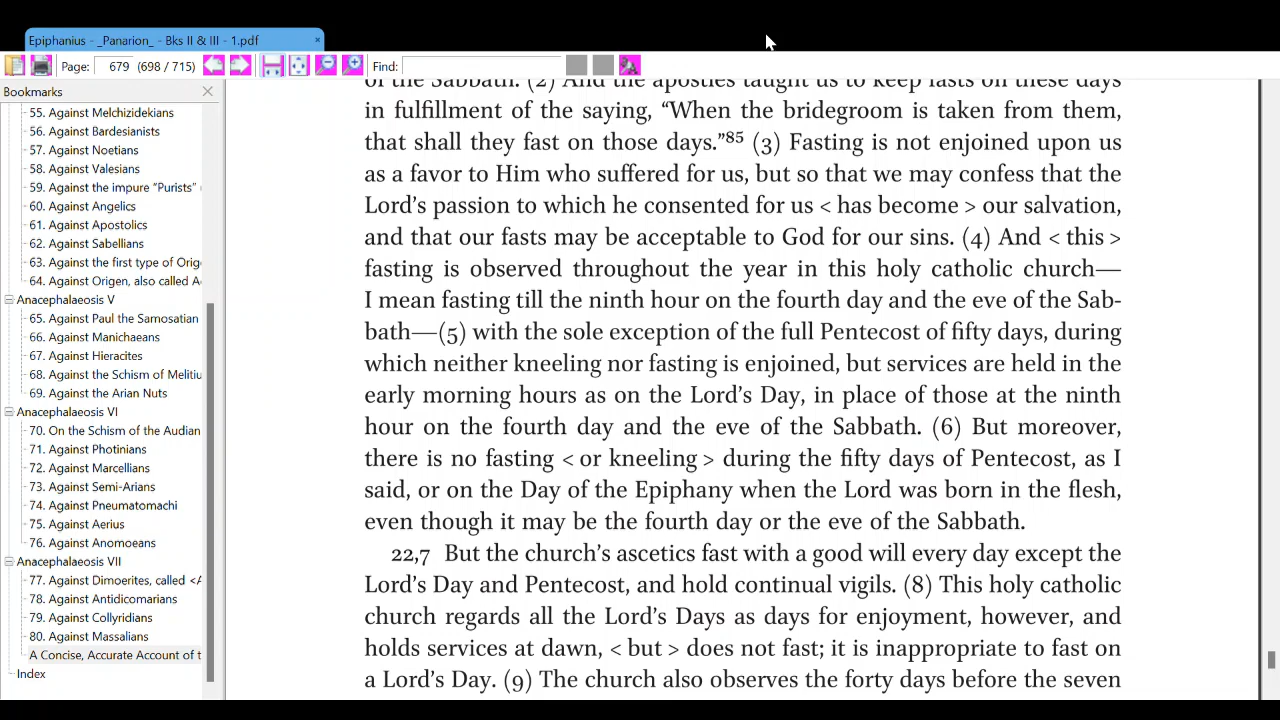 Epiphanius - _Panarion_ - Bks II & III - 1.pdf ×
Page: 679 (698 / 715) Find:
Bookmarks
55. Against Melchizidekians
56. Against Bardesianists
57. Against Noetians
58. Against Valesians
59. Against the impure “Purists”
60. Against Angelics
61. Against Apostolics
62. Against Sabellians
63. Against the first type of Orig
64. Against Origen, also called A
Anacephalaeosis V
65. Against Paul the Samosatian
66. Against Manichaeans
67. Against Hieracites
68. Against the Schism of Melitiu
69. Against the Arian Nuts
Anacephalaeosis VI
70. On the Schism of the Audian
71. Against Photinians
72. Against Marcellians
73. Against Semi-Arians
74. Against Pneumatomachi
75. Against Aerius
76. Against Anomoeans
Anacephalaeosis VII
77. Against Dimoerites, called <A
78. Against Antidicomarians
79. Against Collyridians
80. Against Massalians
A Concise, Accurate Account of t
Index
of the Sabbath. (2) And the apostles taught us to keep fasts on these days
in fulfillment of the saying, “When the bridegroom is taken from them,
that shall they fast on those days.”85 (3) Fasting is not enjoined upon us
as a favor to Him who suffered for us, but so that we may confess that the
Lord’s passion to which he consented for us < has become > our salvation,
and that our fasts may be acceptable to God for our sins. (4) And < this >
fasting is observed throughout the year in this holy catholic church—
I mean fasting till the ninth hour on the fourth day and the eve of the Sab-
bath—(5) with the sole exception of the full Pentecost of fifty days, during
which neither kneeling nor fasting is enjoined, but services are held in the
early morning hours as on the Lord’s Day, in place of those at the ninth
hour on the fourth day and the eve of the Sabbath. (6) But moreover,
there is no fasting < or kneeling > during the fifty days of Pentecost, as I
said, or on the Day of the Epiphany when the Lord was born in the flesh,
even though it may be the fourth day or the eve of the Sabbath.
22,7 But the church’s ascetics fast with a good will every day except the
Lord’s Day and Pentecost, and hold continual vigils. (8) This holy catholic
church regards all the Lord’s Days as days for enjoyment, however, and
holds services at dawn, < but > does not fast; it is inappropriate to fast on
a Lord’s Day. (9) The church also observes the forty days before the seven